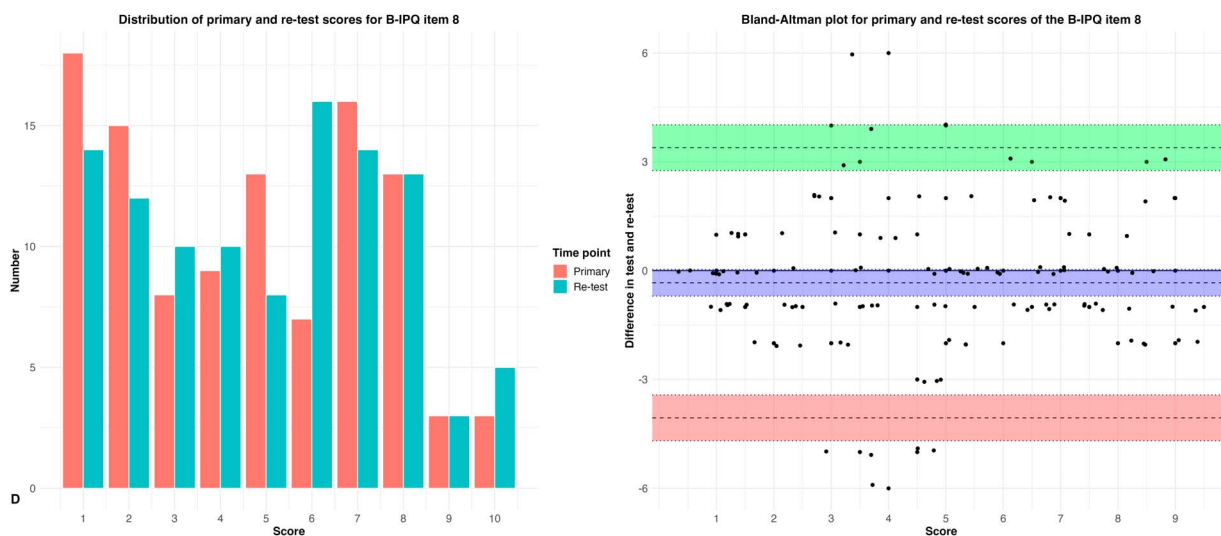 Distribution of primary and re-test scores for B-IPQ item 8
Number
15
10
5
0
1 2 3 4 5 6 7 8 9 10
Score
D
Time point
Primary
Re-test
Bland-Altman plot for primary and re-test scores of the B-IPQ item 8
Difference in test and re-test
6
3
0
-3
-6
1 2 3 4 5 6 7 8 9
Score